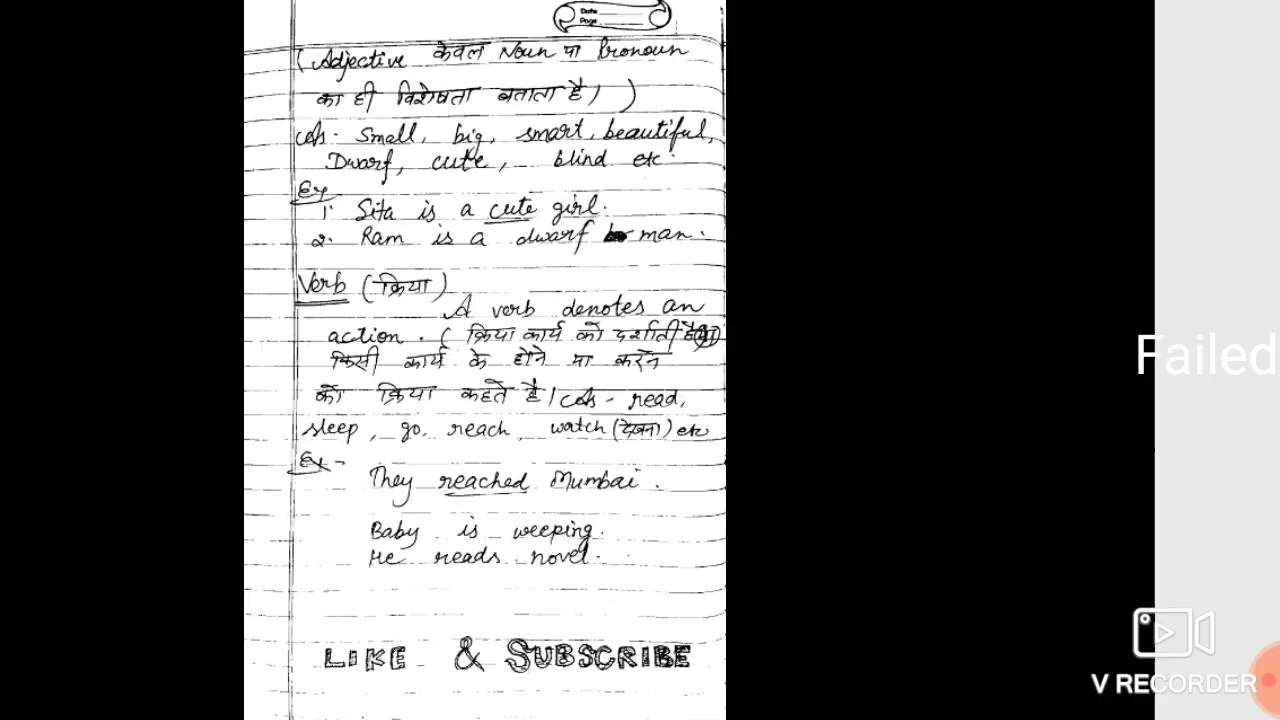 Date
Page
( Adjective केवल Noun या Pronoun
का ही विशेषता बताता है। )
As - Small, big, smart, beautiful,
Dwarf, cute, blind etc.
Ex
1. Sita is a cute girl.
2. Ram is a dwarf man.
Verb (क्रिया)
A verb denotes an
action. ( क्रिया कार्य को दर्शाती है
किसी कार्य के होने या करने
को क्रिया कहते है। As - read,
sleep, go, reach, watch (देखना) etc
Ex -
They reached Mumbai.
Baby is weeping.
He reads novel.
LIKE & SUBSCRIBE
Failed
V RECORDER